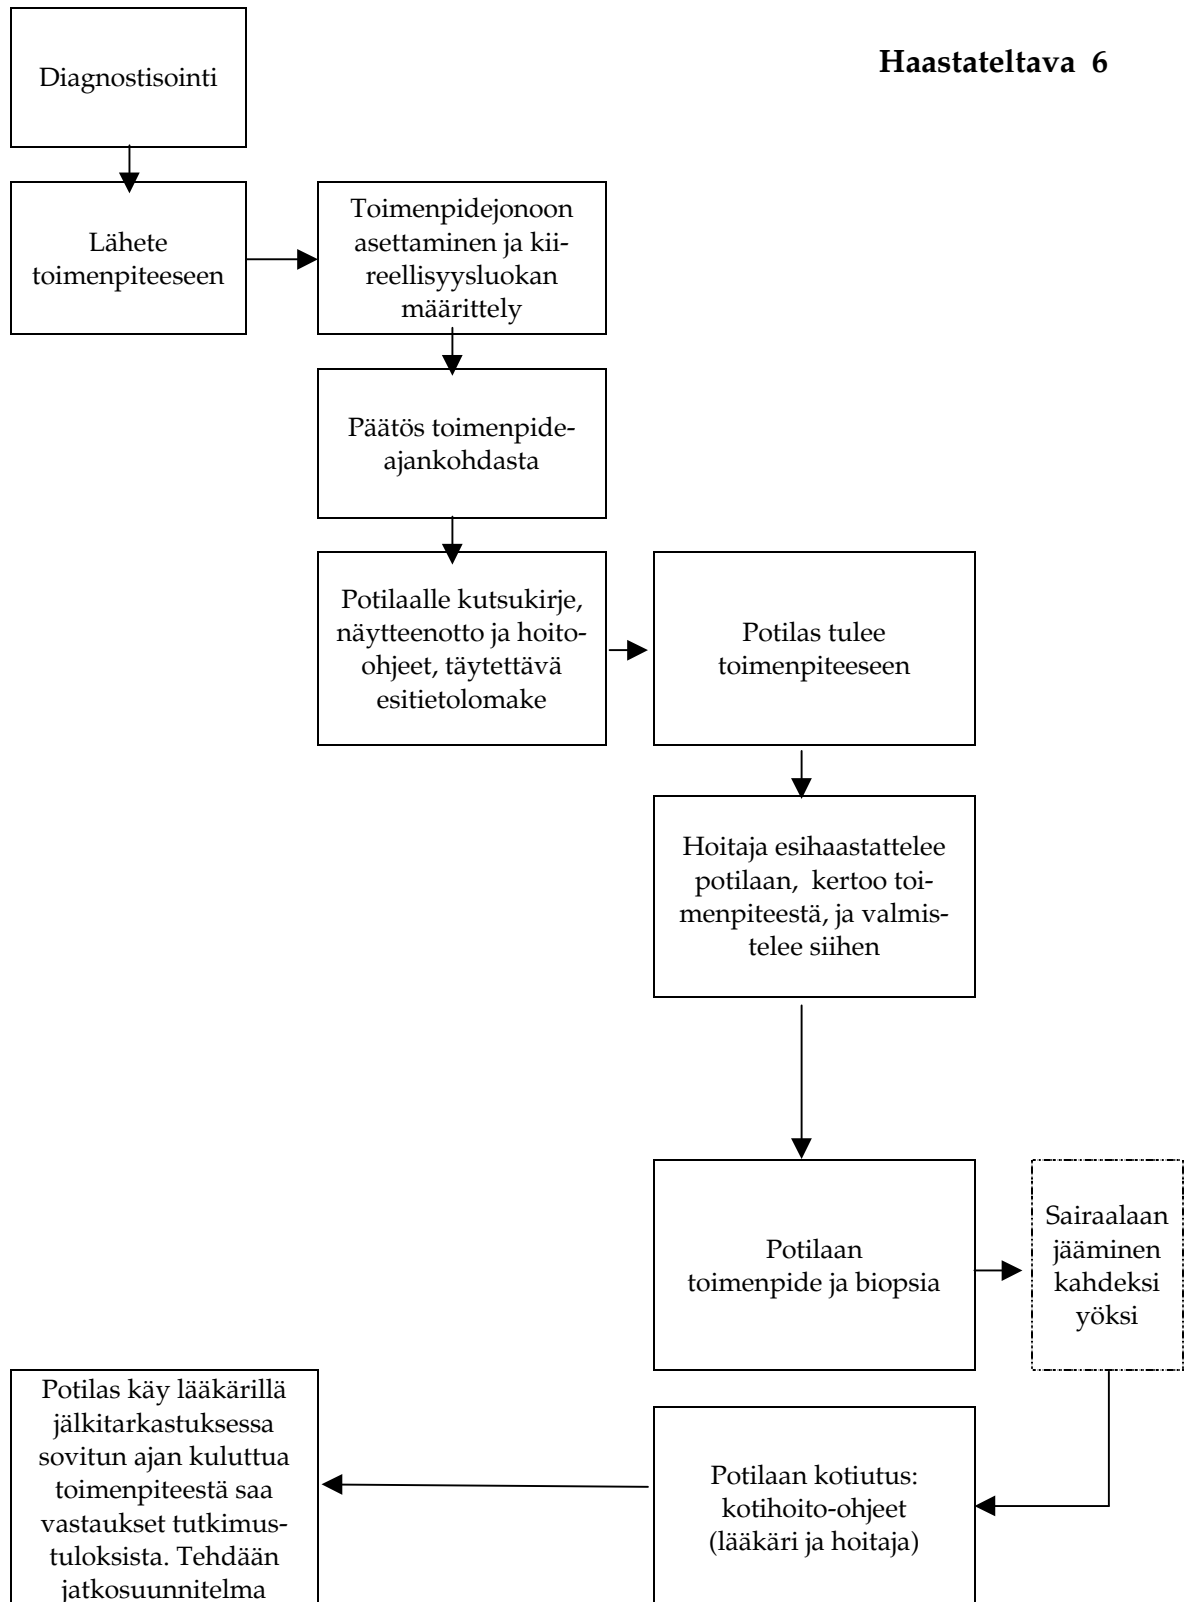 Haastateltava 6
Diagnostisointi
Lähete
toimenpiteeseen
Toimenpidejonoon
asettaminen ja kii-
reellisyysluokan
määrittely
Päätös toimenpide-
ajankohdasta
Potilaalle kutsukirje,
näytteenotto ja hoito-
ohjeet, täytettävä
esitietolomake
Potilas tulee
toimenpiteeseen
Hoitaja esihaastattelee
potilaan, kertoo toi-
menpiteestä, ja valmis-
telee siihen
Potilaan
toimenpide ja biopsia
Sairaalaan
jääminen
kahdeksi
yöksi
Potilaan kotiutus:
kotihoito-ohjeet
(lääkäri ja hoitaja)
Potilas käy lääkärillä
jälkitarkastuksessa
sovitun ajan kuluttua
toimenpiteestä saa
vastaukset tutkimus-
tuloksista. Tehdään
jatkosuunnitelma